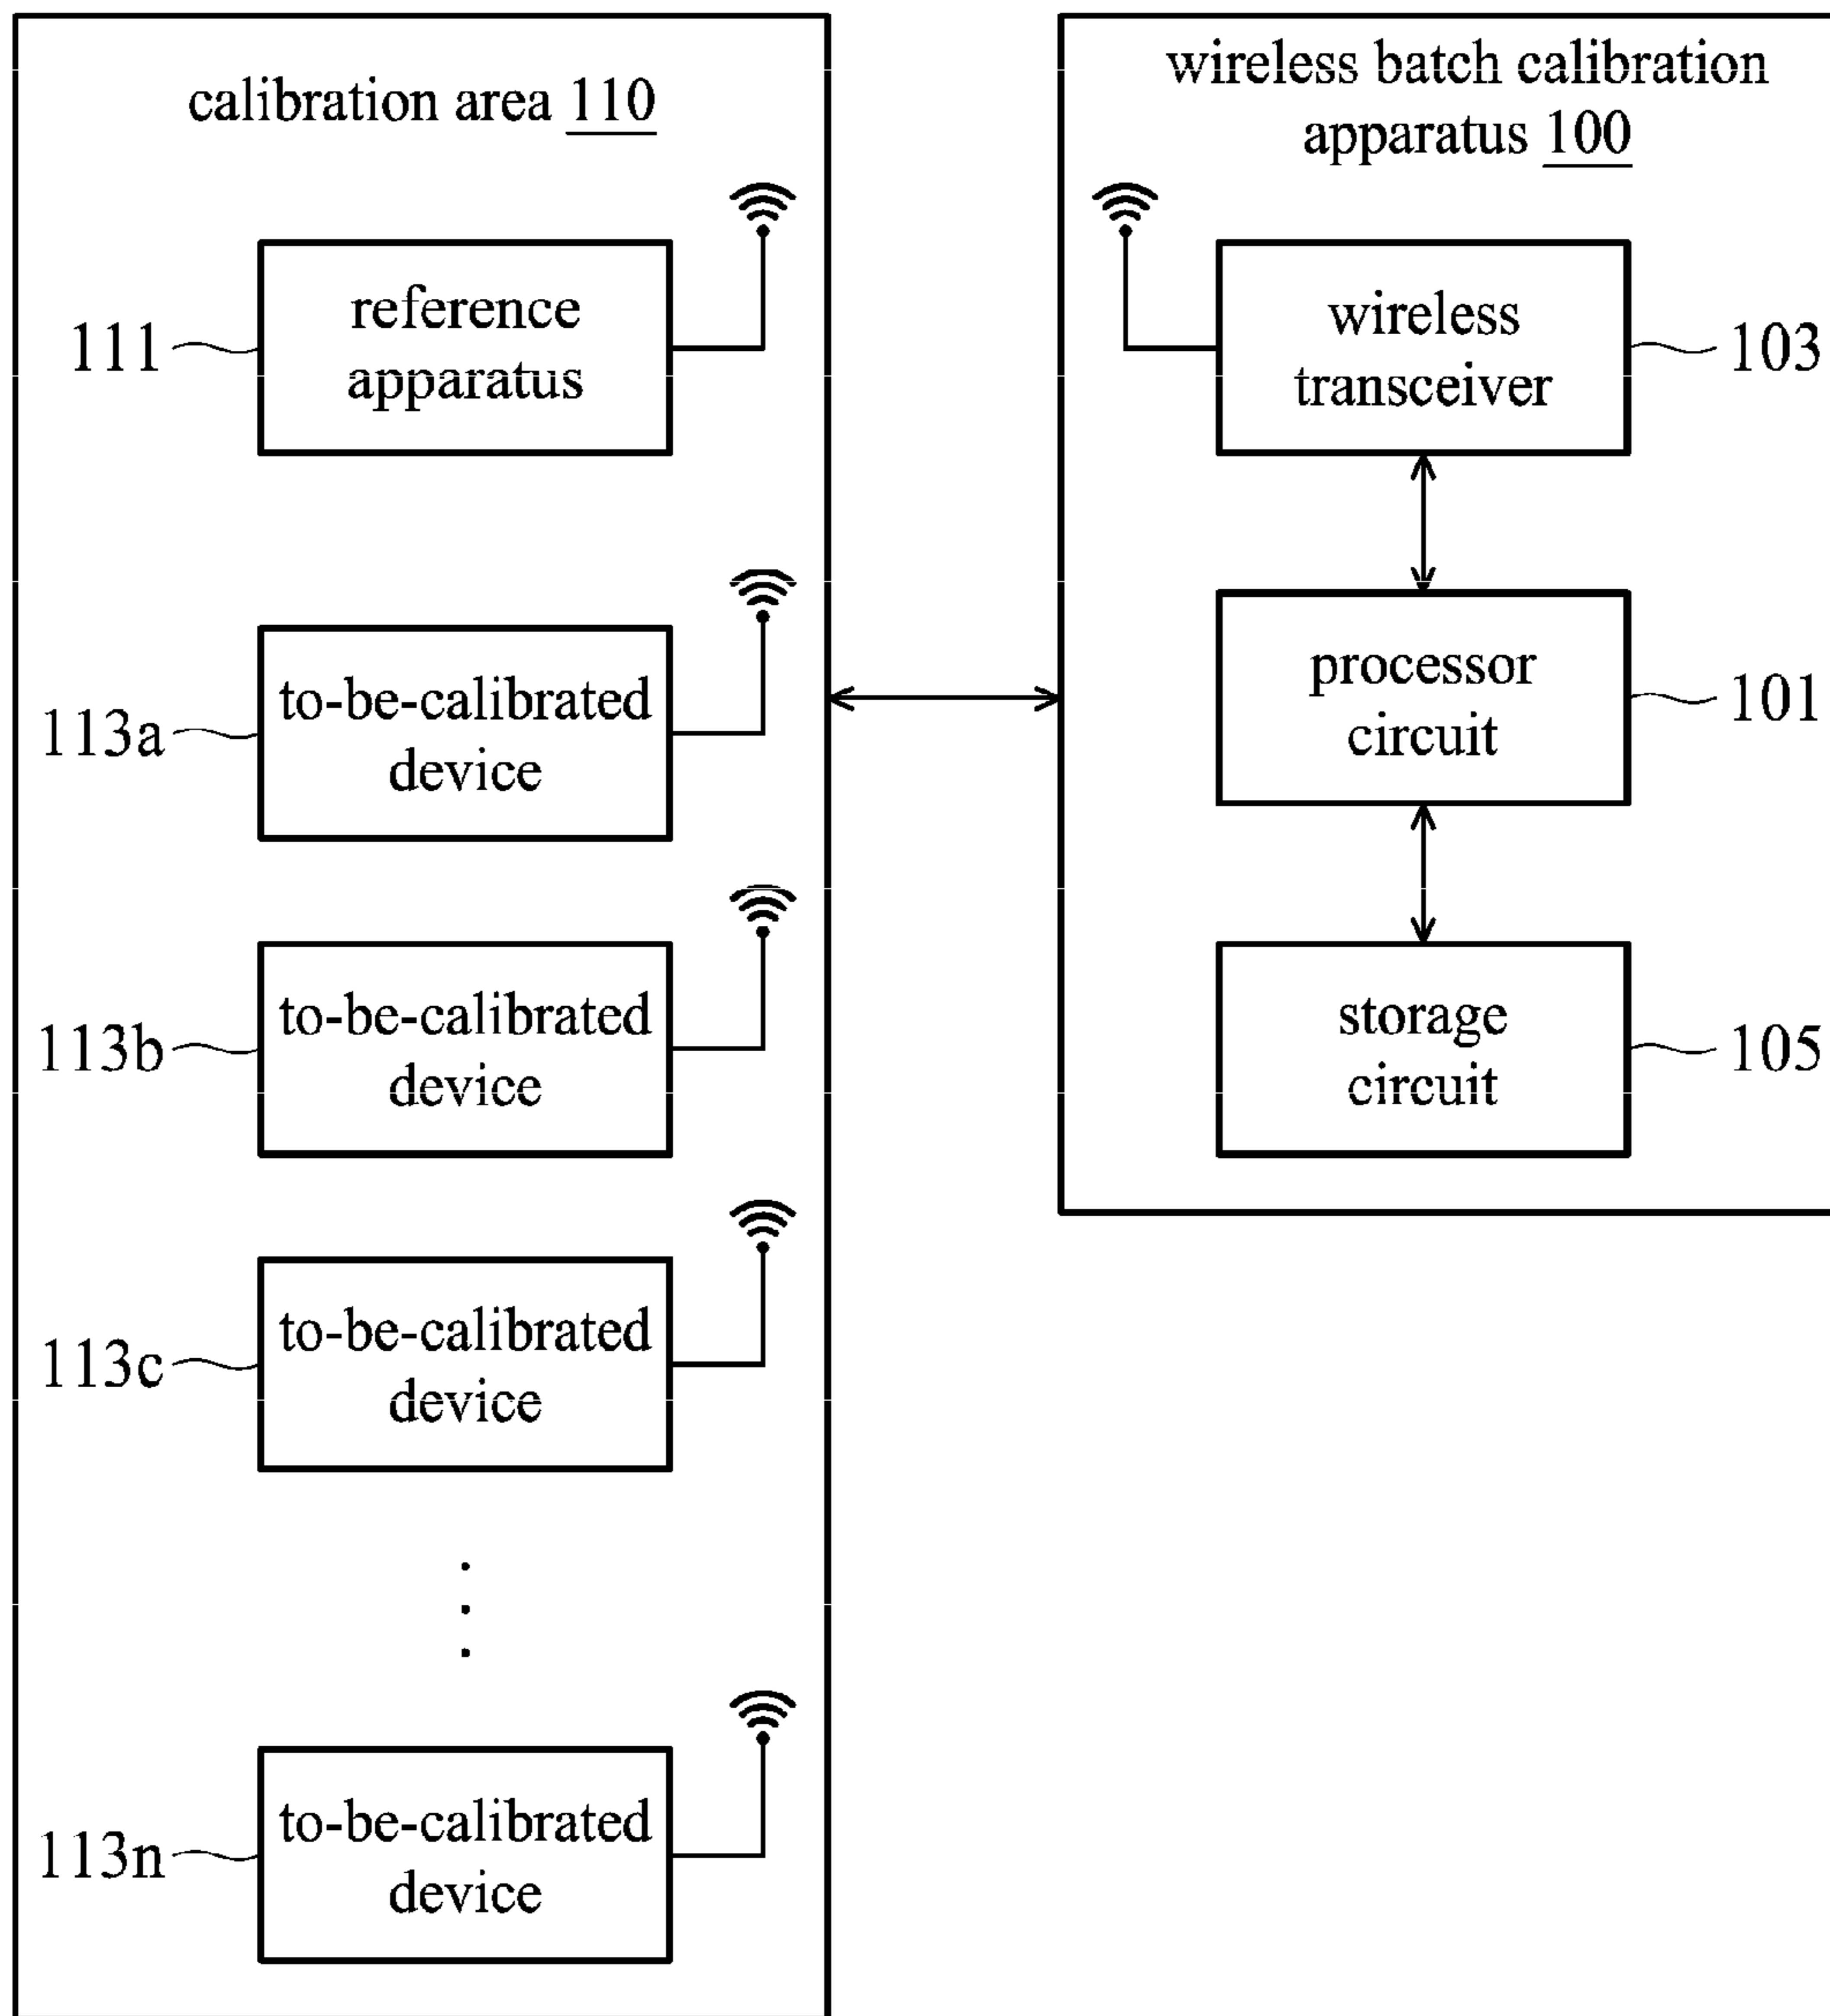 calibration area 110
reference
apparatus
111
to-be-calibrated
device
113a
to-be-calibrated
device
113b
to-be-calibrated
device
113c
to-be-calibrated
device
113n
wireless batch calibration
apparatus 100
wireless
transceiver
103
processor
circuit
101
storage
circuit
105